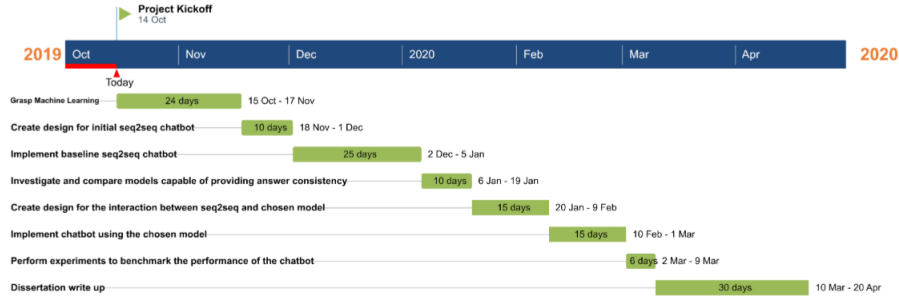 Project Kickoff
14 Oct
2019 Oct Nov Dec 2020 Feb Mar Apr 2020
Today
Grasp Machine Learning 24 days 15 Oct - 17 Nov
Create design for initial seq2seq chatbot 10 days 18 Nov - 1 Dec
Implement baseline seq2seq chatbot 25 days 2 Dec - 5 Jan
Investigate and compare models capable of providing answer consistency 10 days 6 Jan - 19 Jan
Create design for the interaction between seq2seq and chosen model 15 days 20 Jan - 9 Feb
Implement chatbot using the chosen model 15 days 10 Feb - 1 Mar
Perform experiments to benchmark the performance of the chatbot 6 days 2 Mar - 9 Mar
Dissertation write up 30 days 10 Mar - 20 Apr